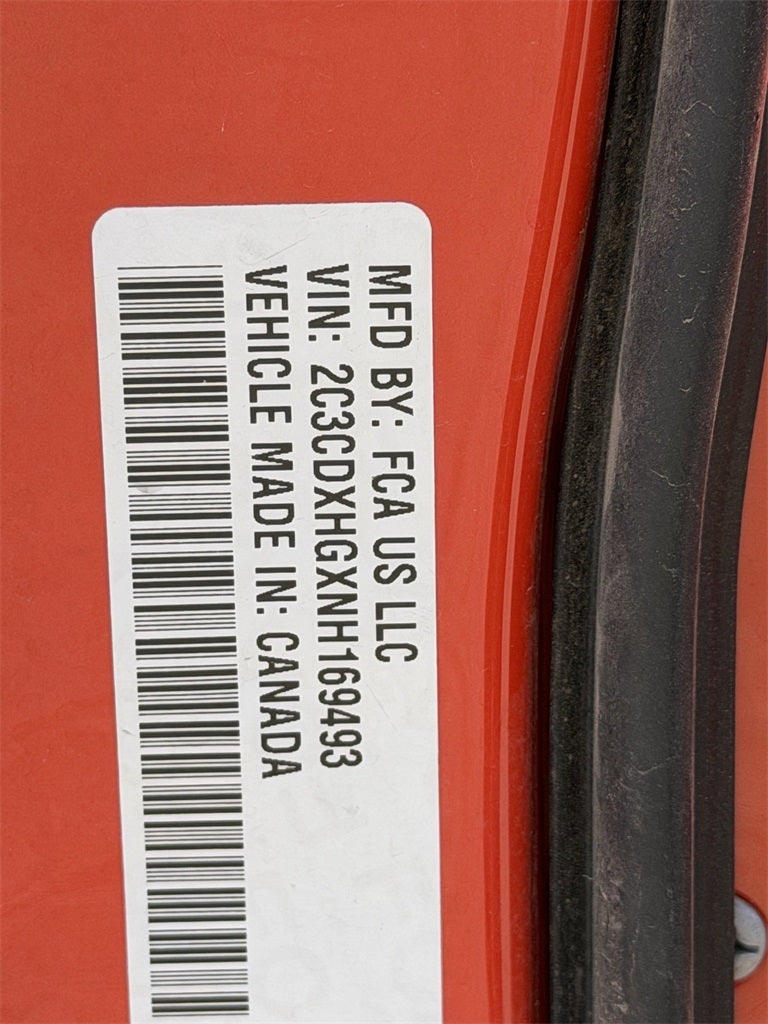 MFD BY: FCA US LLC
VIN: 2C3CDXHGXNH169493
VEHICLE MADE IN: CANADA